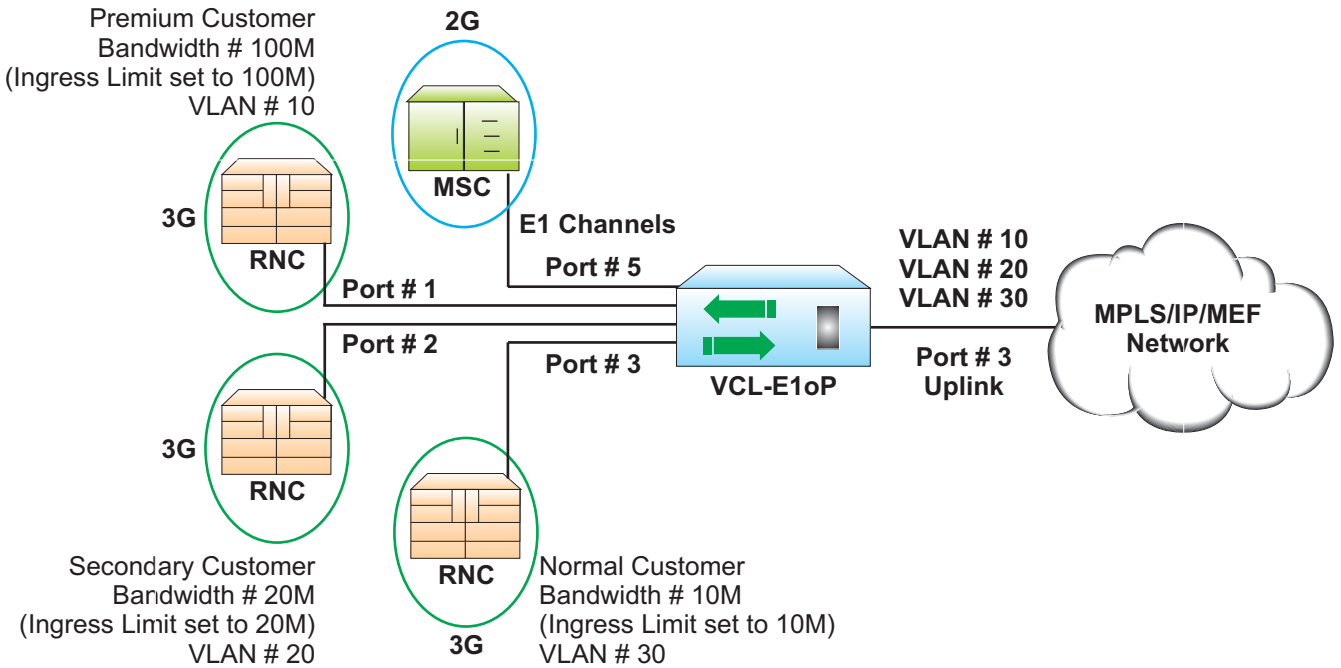 Premium Customer
Bandwidth # 100M
(Ingress Limit set to 100M)
VLAN # 10
3G
RNC
2G
MSC
E1 Channels
Port # 5
Port # 1
Port # 2
Port # 3
VCL-E1oP
VLAN # 10
VLAN # 20
VLAN # 30
Port # 3
Uplink
MPLS/IP/MEF
Network
3G
RNC
Secondary Customer
Bandwidth # 20M
(Ingress Limit set to 20M)
VLAN # 20
RNC
3G
Normal Customer
Bandwidth # 10M
(Ingress Limit set to 10M)
VLAN # 30